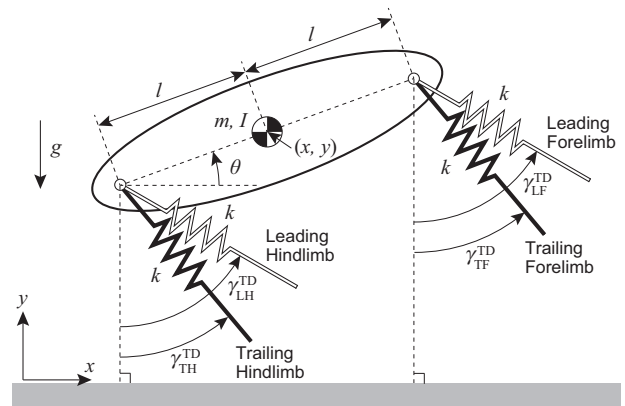 l
l
m, I
(x, y)
g
θ
k
k
Leading
Forelimb
γ_LF^TD
Trailing
Forelimb
γ_TF^TD
k
k
Leading
Hindlimb
γ_LH^TD
Trailing
Hindlimb
γ_TH^TD
y
x